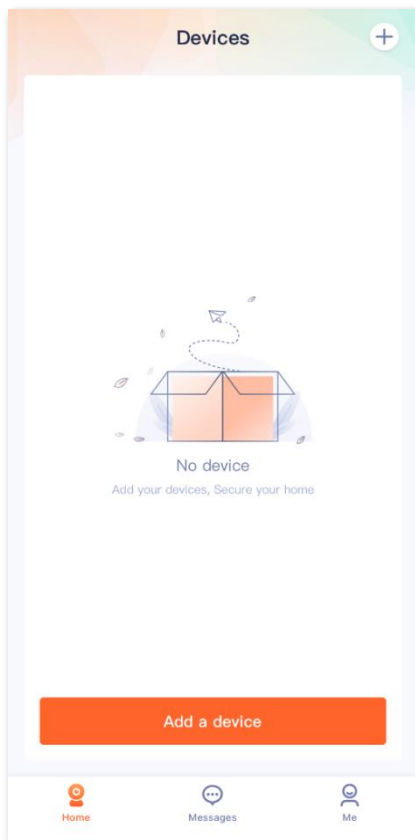 Devices
No device
Add your devices, Secure your home
Add a device
Home
Messages
Me